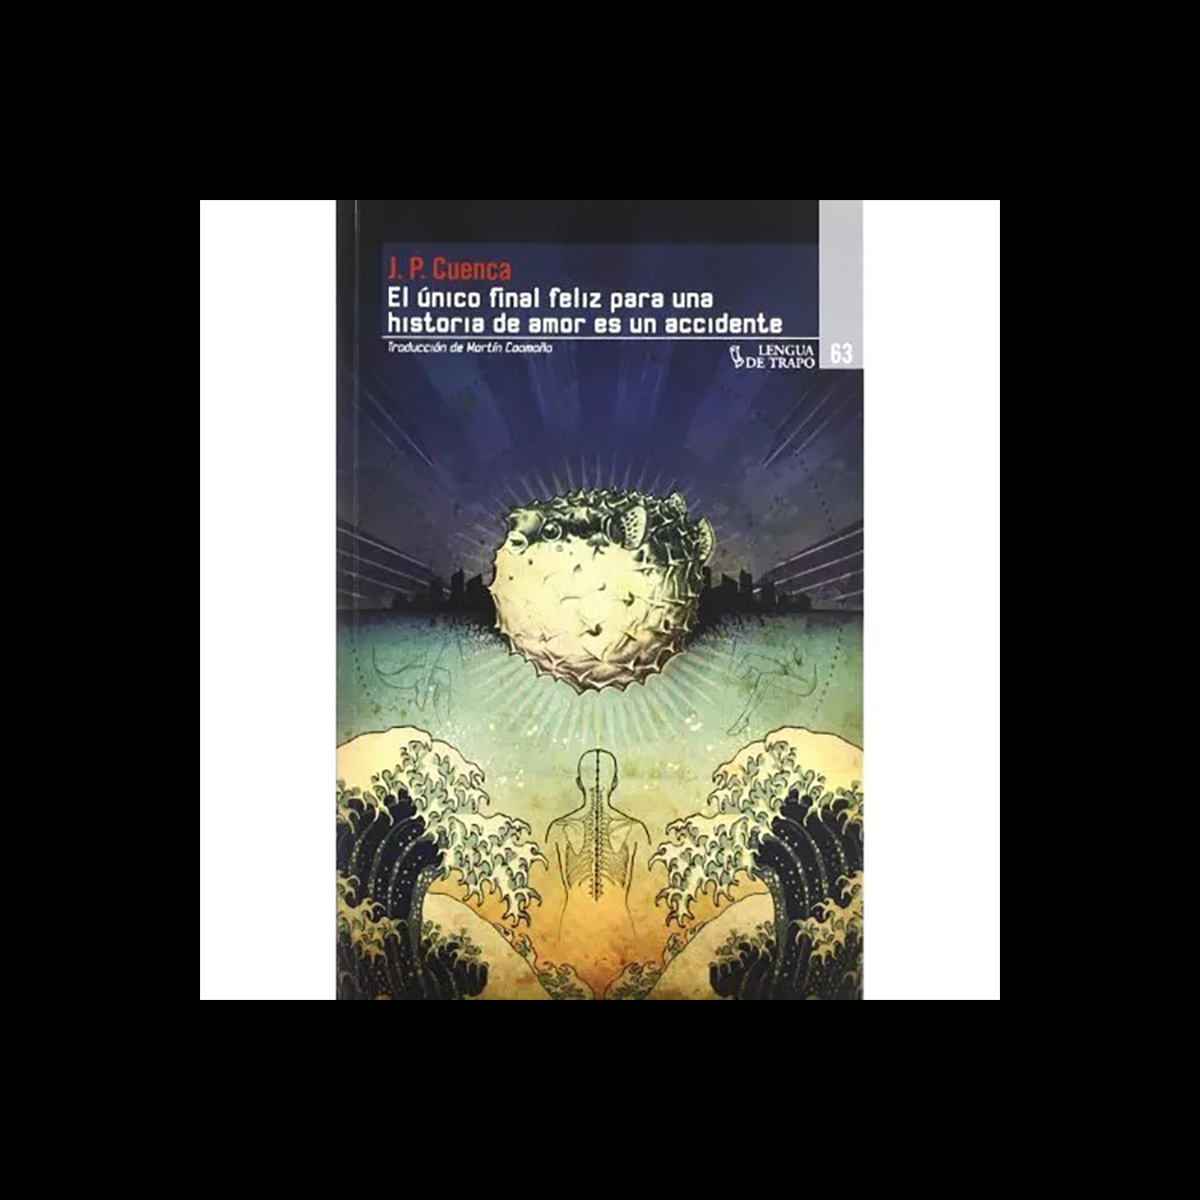 J. P. Cuenca
El único final feliz para una
historia de amor es un accidente
Traducción de Martín Caamaño
LENGUA
DE TRAPO
63